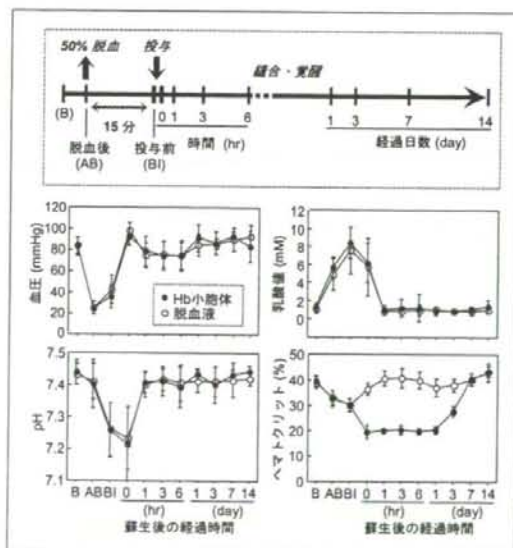 50% 脱血
投与
縫合・覚醒
0 1 3 6
1 3 7 14
(B)
15 分
時間 (hr)
経過日数 (day)
脱血後
(AB)
投与前
(BI)
血圧 (mmHg)
120
100
80
60
40
20
0
Hb小胞体
脱血液
乳酸値 (mM)
12
10
8
6
4
2
0
pH
7.4
7.3
7.2
7.1
ヘマトクリット (%)
50
40
30
20
10
0
B AB BI 0 1 3 6 1 3 7 14
(hr) (day)
蘇生後の経過時間
B AB BI 0 1 3 6 1 3 7 14
(hr) (day)
蘇生後の経過時間